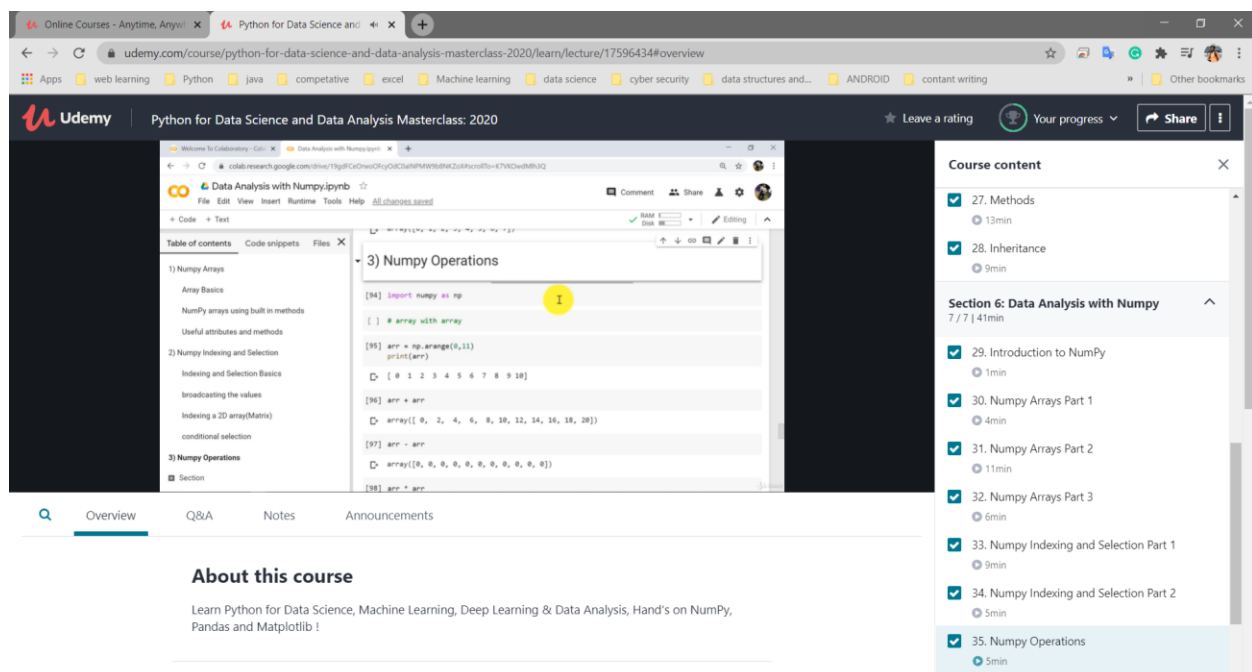 Online Courses - Anytime, Anywh
Python for Data Science and
udemy.com/course/python-for-data-science-and-data-analysis-masterclass-2020/learn/lecture/17596434#overview
Apps web learning Python java competative excel Machine learning data science cyber security data structures and... ANDROID contant writing » Other bookmarks
Udemy Python for Data Science and Data Analysis Masterclass: 2020 Leave a rating Your progress Share
Welcome To Colaboratory - Cola Data Analysis with Numpy.ipynb
Data Analysis with Numpy.ipynb
File Edit View Insert Runtime Tools Help All changes saved
Comment Share
+ Code + Text
RAM
Disk
Editing
Table of contents Code snippets Files
1) Numpy Arrays
Array Basics
NumPy arrays using built in methods
Useful attributes and methods
2) Numpy Indexing and Selection
Indexing and Selection Basics
broadcasting the values
Indexing a 2D array(Matrix)
conditional selection
3) Numpy Operations
Section
3) Numpy Operations
[94] import numpy as np
[ ] # array with array
[95] arr = np.arange(0,11)
print(arr)
[ 0 1 2 3 4 5 6 7 8 9 10]
[96] arr + arr
array([ 0, 2, 4, 6, 8, 10, 12, 14, 16, 18, 20])
[97] arr - arr
array([0, 0, 0, 0, 0, 0, 0, 0, 0, 0, 0])
[98] arr * arr
Course content
27. Methods
13min
28. Inheritance
9min
Section 6: Data Analysis with Numpy
7 / 7 | 41min
29. Introduction to NumPy
1min
30. Numpy Arrays Part 1
4min
31. Numpy Arrays Part 2
11min
32. Numpy Arrays Part 3
6min
33. Numpy Indexing and Selection Part 1
9min
34. Numpy Indexing and Selection Part 2
5min
35. Numpy Operations
5min
Overview Q&A Notes Announcements
About this course
Learn Python for Data Science, Machine Learning, Deep Learning & Data Analysis, Hand's on NumPy,
Pandas and Matplotlib !